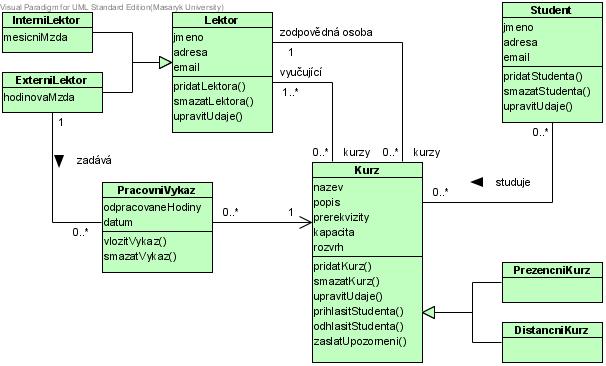 Visual Paradigm for UML Standard Edition(Masaryk University)
InterniLektor
mesicniMzda
ExterniLektor
hodinovaMzda
Lektor
jmeno
adresa
email
pridatLektora()
smazatLektora()
upravitUdaje()
zodpovědná osoba
1
vyučující
1..*
Student
jmeno
adresa
email
pridatStudenta()
smazatStudenta()
upravitUdaje()
0..*
1
zadává
0..*
PracovniVykaz
odpracovaneHodiny
datum
vlozitVykaz()
smazatVykaz()
0..*
1
0..*
kurzy
0..*
kurzy
Kurz
nazev
popis
prerekvizity
kapacita
rozvrh
pridatKurz()
smazatKurz()
upravitUdaje()
prihlasitStudenta()
odhlasitStudenta()
zaslatUpozorneni()
studuje
0..*
PrezencniKurz
DistancniKurz